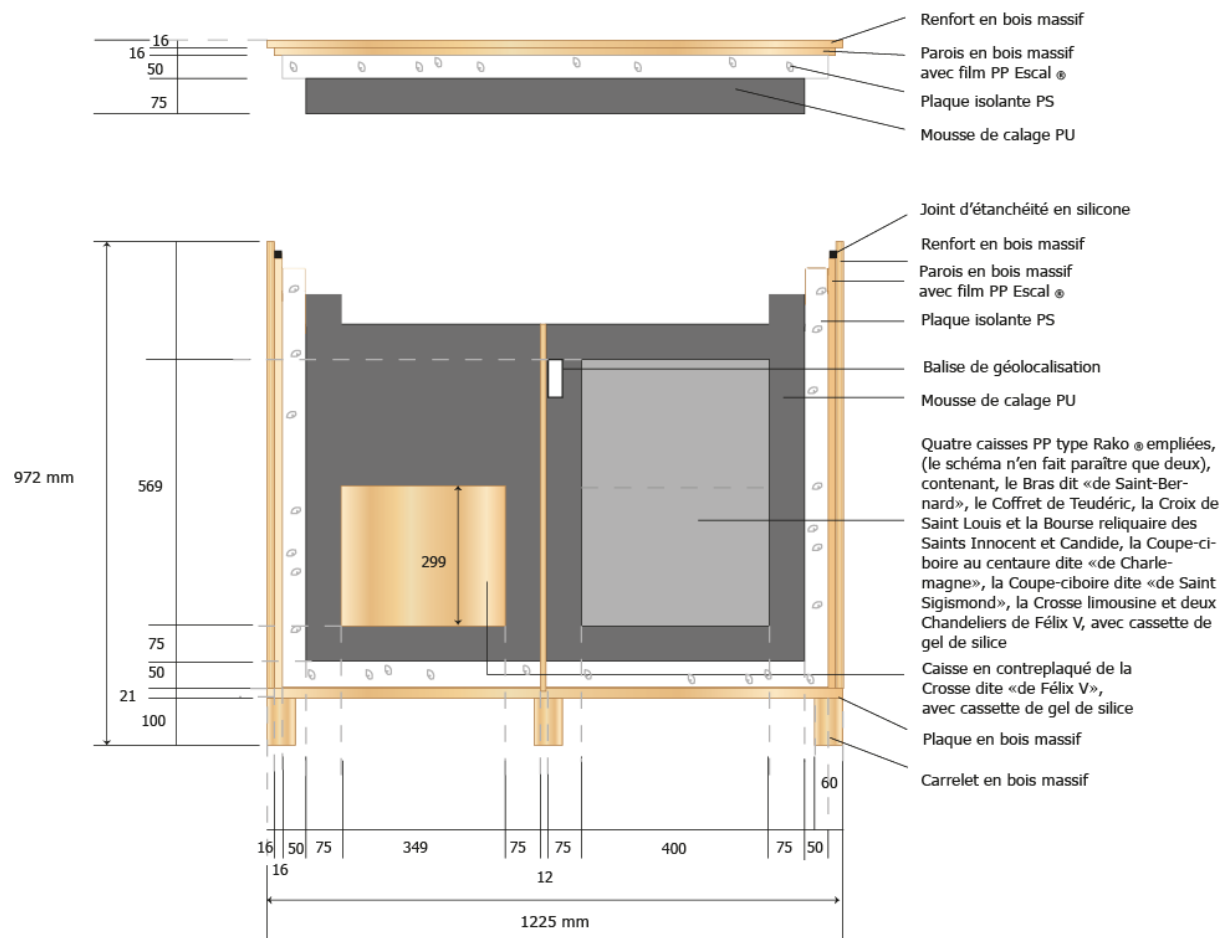 16
16
50
75
Renfort en bois massif
Parois en bois massif
avec film PP Escal ®
Plaque isolante PS
Mousse de calage PU
Joint d’étanchéité en silicone
Renfort en bois massif
Parois en bois massif
avec film PP Escal ®
Plaque isolante PS
Balise de géolocalisation
Mousse de calage PU
Quatre caisses PP type Rako ® empliées,
(le schéma n’en fait paraître que deux),
contenant, le Bras dit «de Saint-Ber-
nard», le Coffret de Teudéric, la Croix de
Saint Louis et la Bourse reliquaire des
Saints Innocent et Candide, la Coupe-ci-
boire au centaure dite «de Charle-
magne», la Coupe-ciboire dite «de Saint
Sigismond», la Crosse limousine et deux
Chandeliers de Félix V, avec cassette de
gel de silice
Caisse en contreplaqué de la
Crosse dite «de Félix V»,
avec cassette de gel de silice
Plaque en bois massif
Carrelet en bois massif
972 mm
569
299
75
50
21
100
60
16
16
50
75
349
75
12
75
400
75
50
1225 mm